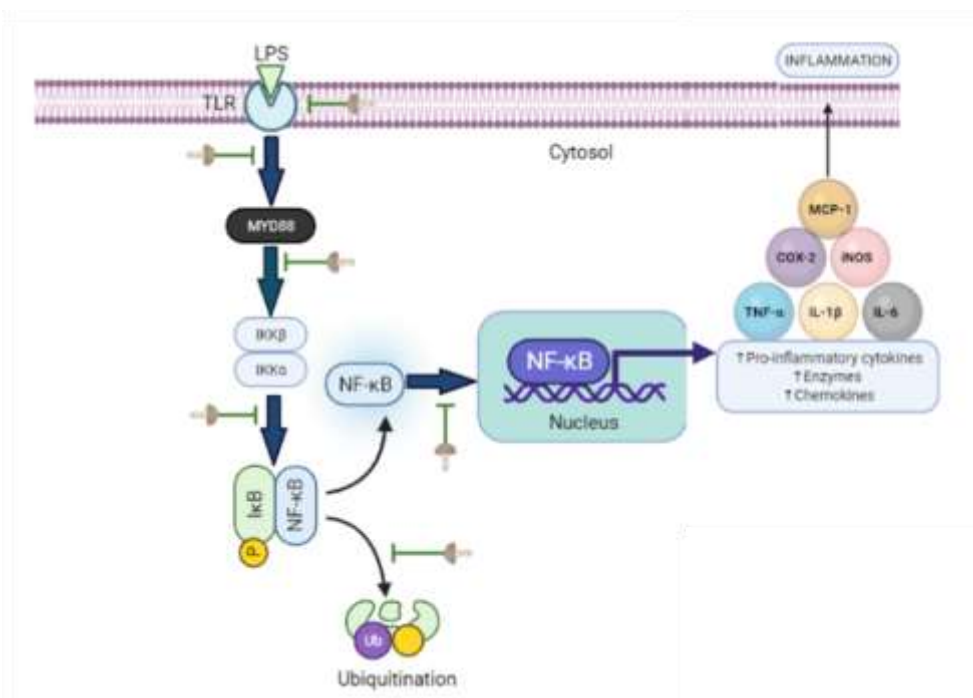 LPS
INFLAMMATION
TLR
Cytosol
MCP-1
MYD88
COX-2
iNOS
TNF-α
IL-1β
IL-6
IKKβ
IKKα
NF-κB
NF-κB
↑Pro-inflammatory cytokines
↑Enzymes
↑Chemokines
Nucleus
IκB
NF-κB
P
Ub
Ubiquitination